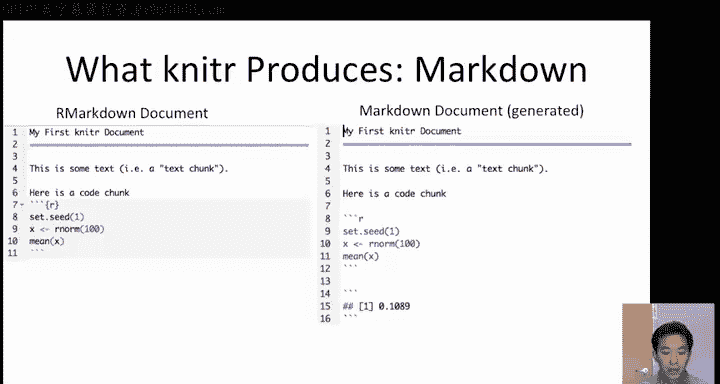 What knitr Produces: Markdown
RMarkdown Document
1 My First knitr Document
2
3
4 This is some text (i.e. a "text chunk").
5
6 Here is a code chunk
7 ```{r}
8 set.seed(1)
9 x <- rnorm(100)
10 mean(x)
11 ```
Markdown Document (generated)
1 My First knitr Document
2
3
4 This is some text (i.e. a "text chunk").
5
6 Here is a code chunk
7
8 ```r
9 set.seed(1)
10 x <- rnorm(100)
11 mean(x)
12 ```
13
14 ```
15 ## [1] 0.1089
16 ```